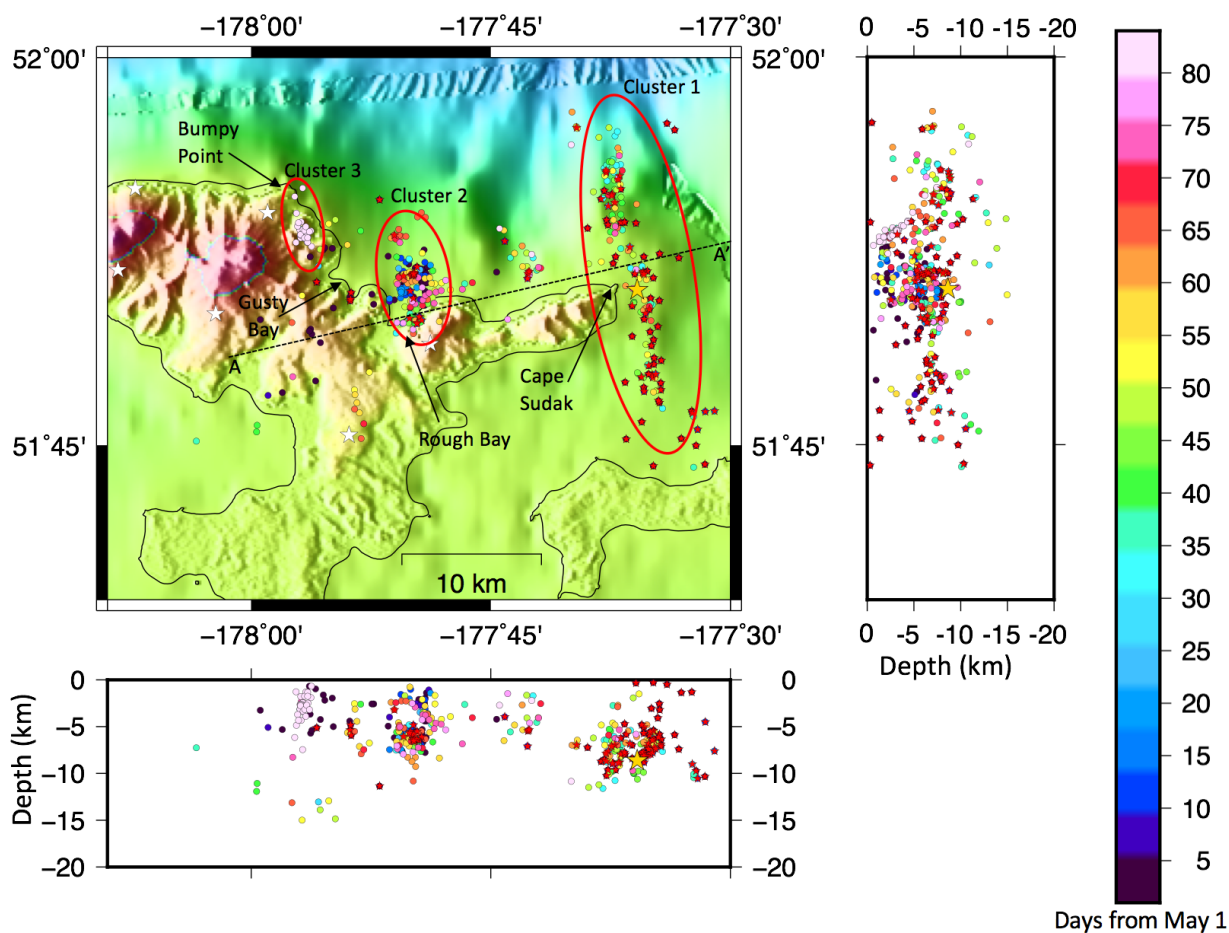 −178˚00' −177˚45' −177˚30'
52˚00' 52˚00'
51˚45' 51˚45'
Cluster 1
Bumpy
Point
Cluster 3
Cluster 2
A'
Gusty
Bay
A
Cape
Sudak
Rough Bay
10 km
−178˚00' −177˚45' −177˚30'
0 -5 -10 -15 -20
0 -5 -10 -15 -20
Depth (km)
0
−5
−10
−15
−20
Depth (km)
0
−5
−10
−15
−20
80
75
70
65
60
55
50
45
40
35
30
25
20
15
10
5
Days from May 1